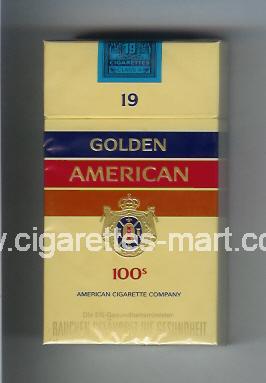 19
CIGARETTES
CLASS A
19
GOLDEN
AMERICAN
www.cigarettes-mart.com
100s
AMERICAN CIGARETTE COMPANY
Die EG-Gesundheitsminister:
RAUCHEN GEFÄHRDET DIE GESUNDHEIT